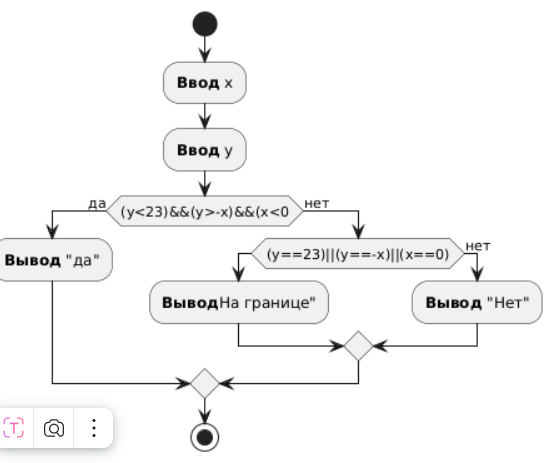 Ввод x
Ввод y
да
(y<23)&&(y>-x)&&(x<0
нет
Вывод "да"
(y==23)||(y==-x)||(x==0)
нет
ВыводНа границе"
Вывод "Нет"
T